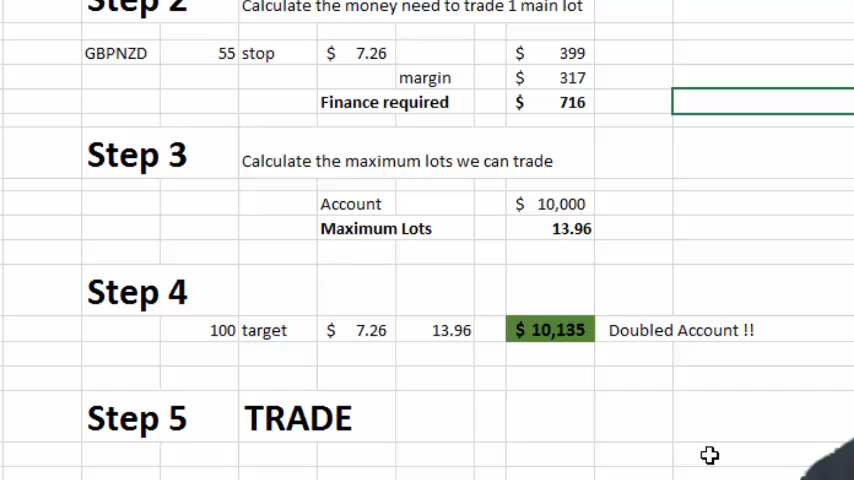 Step 2 Calculate the money need to trade 1 main lot
GBPNZD 55 stop $ 7.26 $ 399
margin $ 317
Finance required $ 716
Step 3 Calculate the maximum lots we can trade
Account $ 10,000
Maximum Lots 13.96
Step 4
100 target $ 7.26 13.96 $ 10,135 Doubled Account !!
Step 5 TRADE